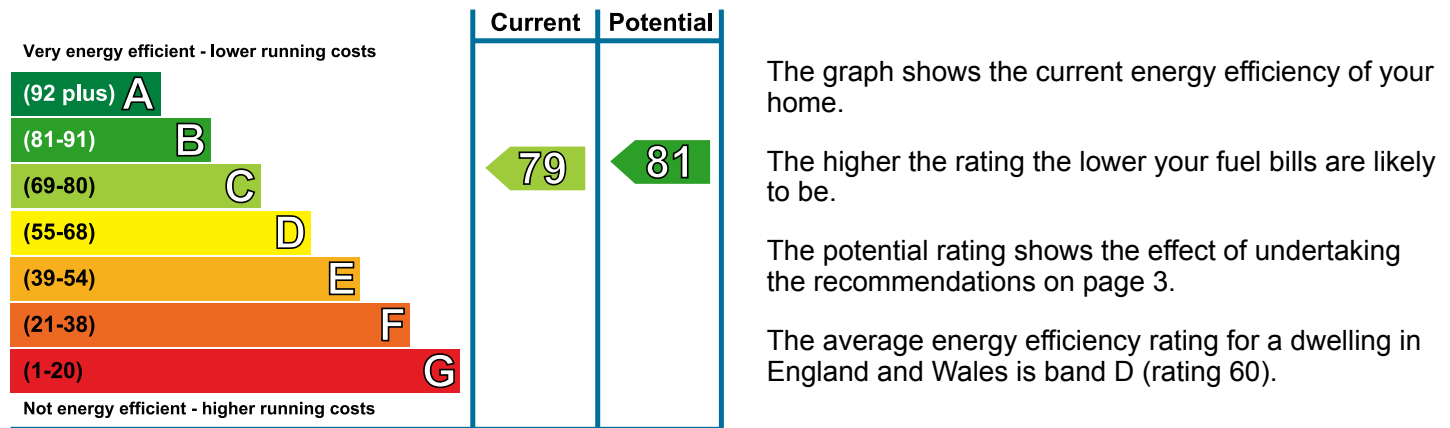 Current Potential
Very energy efficient - lower running costs
(92 plus) A
(81-91) B
(69-80) C
(55-68) D
(39-54) E
(21-38) F
(1-20) G
Not energy efficient - higher running costs
79 81
The graph shows the current energy efficiency of your
home.
The higher the rating the lower your fuel bills are likely
to be.
The potential rating shows the effect of undertaking
the recommendations on page 3.
The average energy efficiency rating for a dwelling in
England and Wales is band D (rating 60).